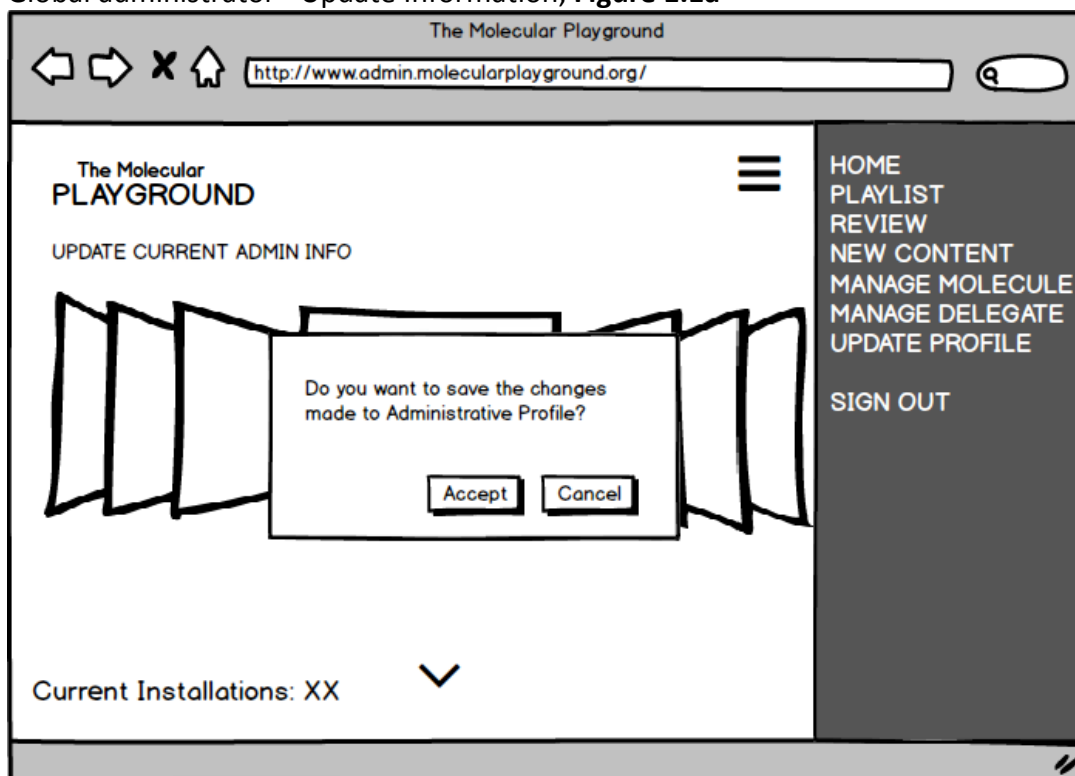 Global administrator - Update Information, Figure 2.2a
The Molecular Playground
http://www.admin.molecularplayground.org/
The Molecular
PLAYGROUND
UPDATE CURRENT ADMIN INFO
Do you want to save the changes
made to Administrative Profile?
Accept
Cancel
Current Installations: XX
HOME
PLAYLIST
REVIEW
NEW CONTENT
MANAGE MOLECULE
MANAGE DELEGATE
UPDATE PROFILE
SIGN OUT